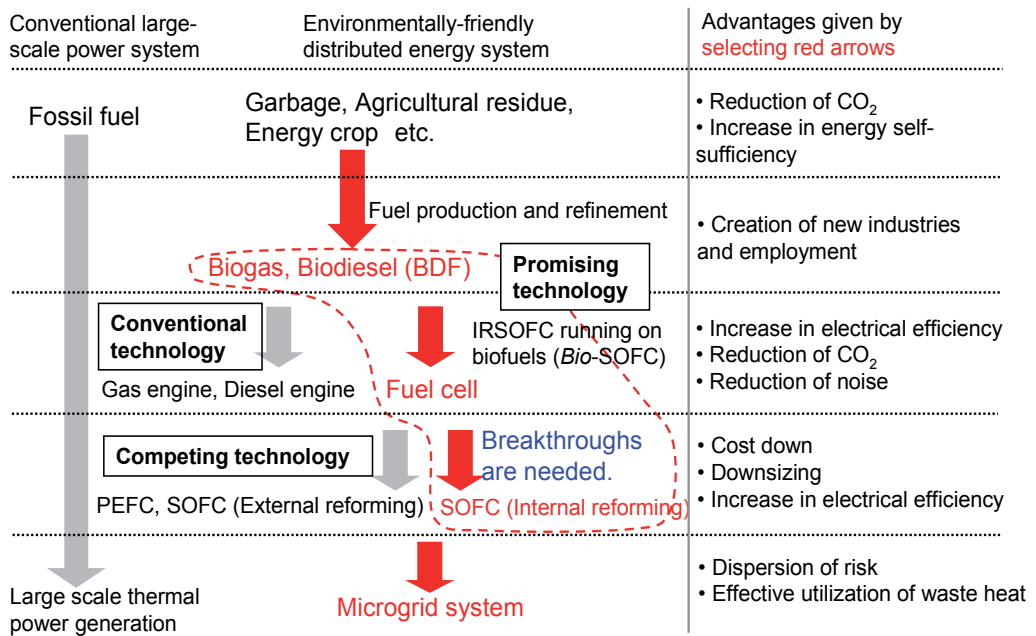 Conventional large-
scale power system
Environmentally-friendly
distributed energy system
Advantages given by
selecting red arrows
Fossil fuel
Garbage, Agricultural residue,
Energy crop etc.
• Reduction of CO2
• Increase in energy self-
sufficiency
Fuel production and refinement
• Creation of new industries
and employment
Biogas, Biodiesel (BDF)
Promising
technology
Conventional
technology
IRSOFC running on
biofuels (Bio-SOFC)
• Increase in electrical efficiency
• Reduction of CO2
• Reduction of noise
Gas engine, Diesel engine
Fuel cell
Competing technology
Breakthroughs
are needed.
• Cost down
• Downsizing
• Increase in electrical efficiency
PEFC, SOFC (External reforming)
SOFC (Internal reforming)
Large scale thermal
power generation
Microgrid system
• Dispersion of risk
• Effective utilization of waste heat